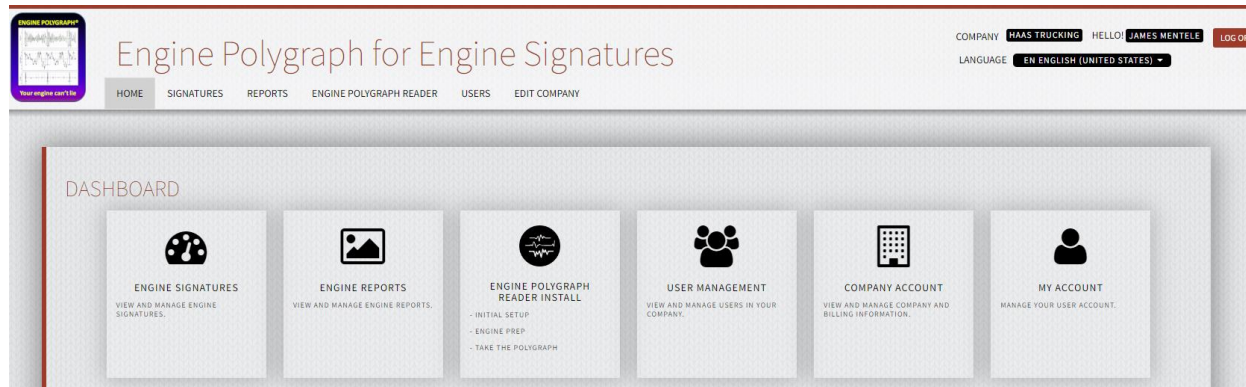 ENGINE POLYGRAPH®
Your engine can't lie
Engine Polygraph for Engine Signatures
COMPANY HAAS TRUCKING HELLO! JAMES MENTELE
LANGUAGE EN ENGLISH (UNITED STATES)
HOME SIGNATURES REPORTS ENGINE POLYGRAPH READER USERS EDIT COMPANY
DASHBOARD
ENGINE SIGNATURES
VIEW AND MANAGE ENGINE
SIGNATURES.
ENGINE REPORTS
VIEW AND MANAGE ENGINE REPORTS.
ENGINE POLYGRAPH
READER INSTALL
- INITIAL SETUP
- ENGINE PREP
- TAKE THE POLYGRAPH
USER MANAGEMENT
VIEW AND MANAGE USERS IN YOUR
COMPANY.
COMPANY ACCOUNT
VIEW AND MANAGE COMPANY AND
BILLING INFORMATION.
MY ACCOUNT
MANAGE YOUR USER ACCOUNT.